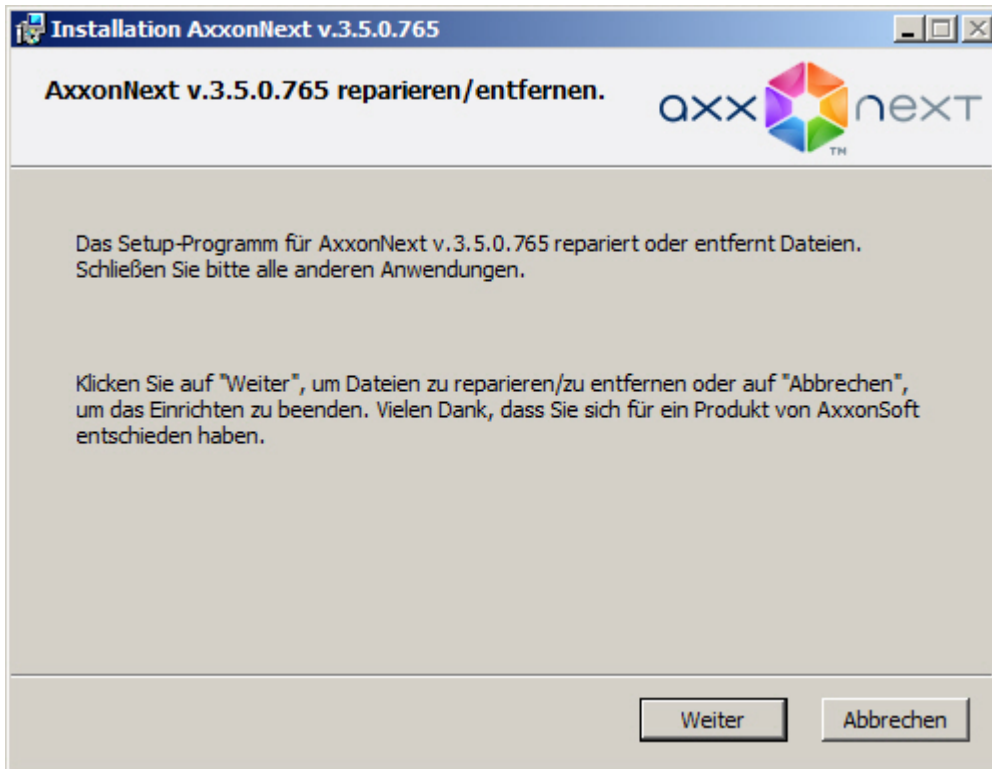 Installation AxxonNext v.3.5.0.765
AxxonNext v.3.5.0.765 reparieren/entfernen.
axx next
TM
Das Setup-Programm für AxxonNext v.3.5.0.765 repariert oder entfernt Dateien.
Schließen Sie bitte alle anderen Anwendungen.
Klicken Sie auf "Weiter", um Dateien zu reparieren/zu entfernen oder auf "Abbrechen",
um das Einrichten zu beenden. Vielen Dank, dass Sie sich für ein Produkt von AxxonSoft
entschieden haben.
Weiter Abbrechen